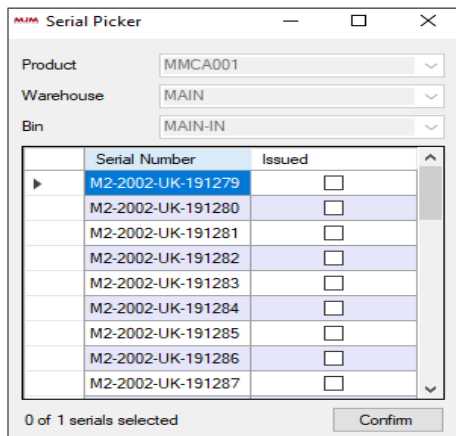 MJM Serial Picker
Product MMCA001
Warehouse MAIN
Bin MAIN-IN
Serial Number Issued
M2-2002-UK-191279
M2-2002-UK-191280
M2-2002-UK-191281
M2-2002-UK-191282
M2-2002-UK-191283
M2-2002-UK-191284
M2-2002-UK-191285
M2-2002-UK-191286
M2-2002-UK-191287
0 of 1 serials selected Confirm